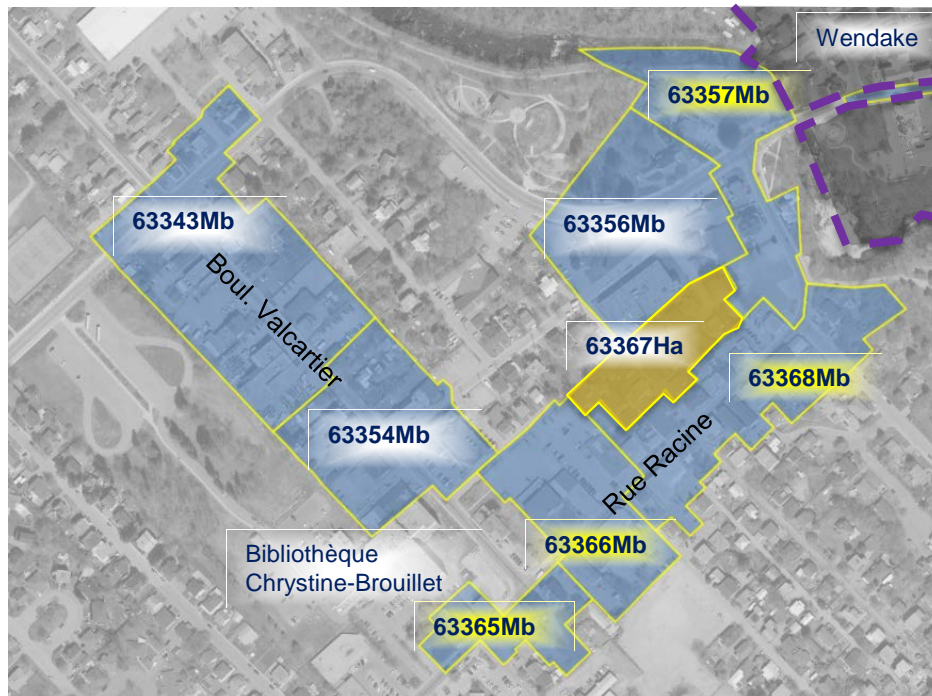 Wendake
63357Mb
63343Mb
63356Mb
Boul. Valcartier
63367Ha
63368Mb
63354Mb
Rue Racine
63366Mb
Bibliothèque
Chrystine-Brouillet
63365Mb